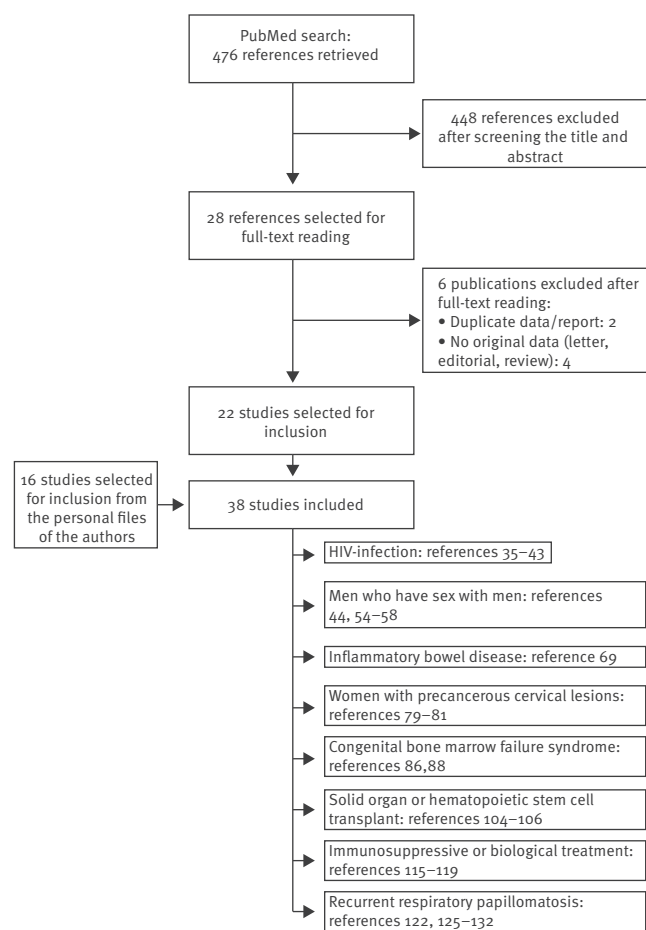 PubMed search:
476 references retrieved
448 references excluded
after screening the title and
abstract
28 references selected for
full-text reading
6 publications excluded after
full-text reading:
• Duplicate data/report: 2
• No original data (letter,
editorial, review): 4
22 studies selected for
inclusion
16 studies selected
for inclusion from
the personal files
of the authors
38 studies included
HIV-infection: references 35–43
Men who have sex with men: references
44, 54–58
Inflammatory bowel disease: reference 69
Women with precancerous cervical lesions:
references 79–81
Congenital bone marrow failure syndrome:
references 86,88
Solid organ or hematopoietic stem cell
transplant: references 104–106
Immunosuppressive or biological treatment:
references 115–119
Recurrent respiratory papillomatosis:
references 122, 125–132